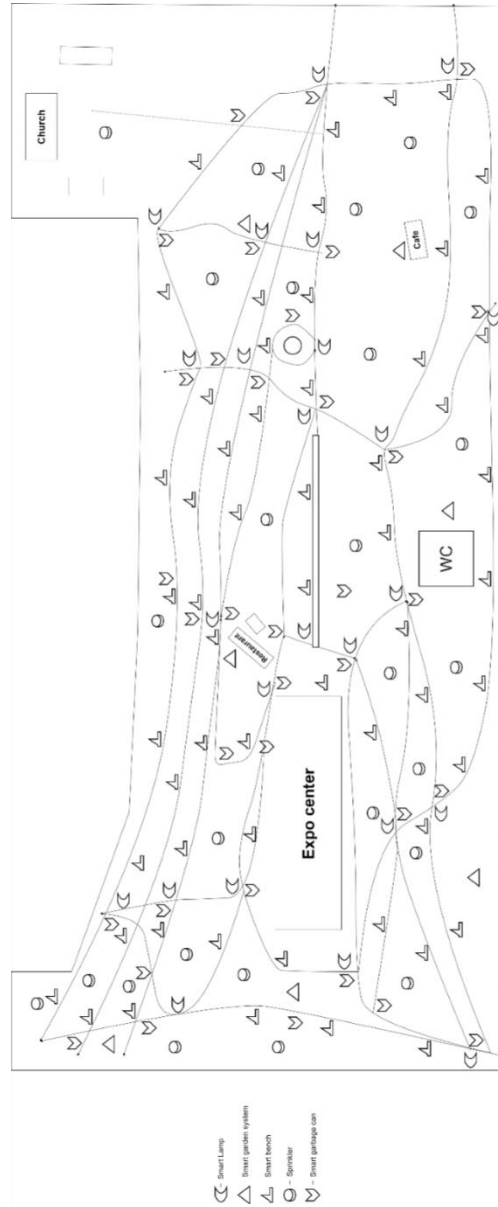 Church
Cafe
WC
Restaurant
Expo center
– Smart Lamp
– Smart garden system
– Smart bench
– Sprinkler
– Smart garbage can